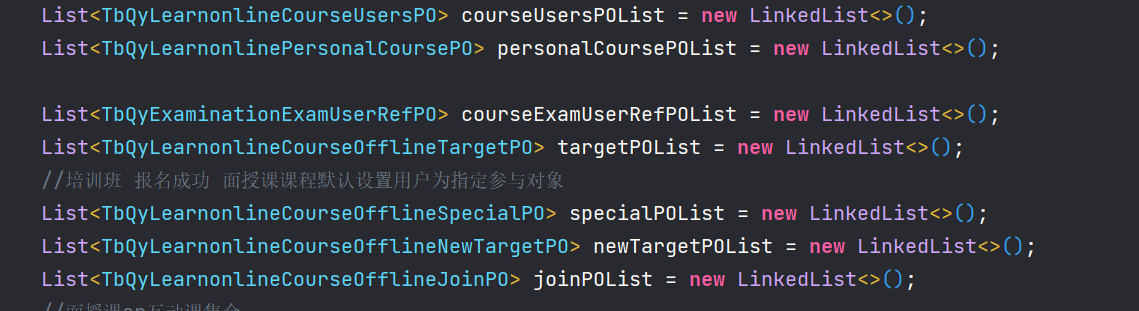 List<TbQyLearnonlineCourseUsersPO> courseUsersPOList = new LinkedList<>();
List<TbQyLearnonlinePersonalCoursePO> personalCoursePOList = new LinkedList<>();
List<TbQyExaminationExamUserRefPO> courseExamUserRefPOList = new LinkedList<>();
List<TbQyLearnonlineCourseOfflineTargetPO> targetPOList = new LinkedList<>();
//培训班 报名成功 面授课课程默认设置用户为指定参与对象
List<TbQyLearnonlineCourseOfflineSpecialPO> specialPOList = new LinkedList<>();
List<TbQyLearnonlineCourseOfflineNewTargetPO> newTargetPOList = new LinkedList<>();
List<TbQyLearnonlineCourseOfflineJoinPO> joinPOList = new LinkedList<>();